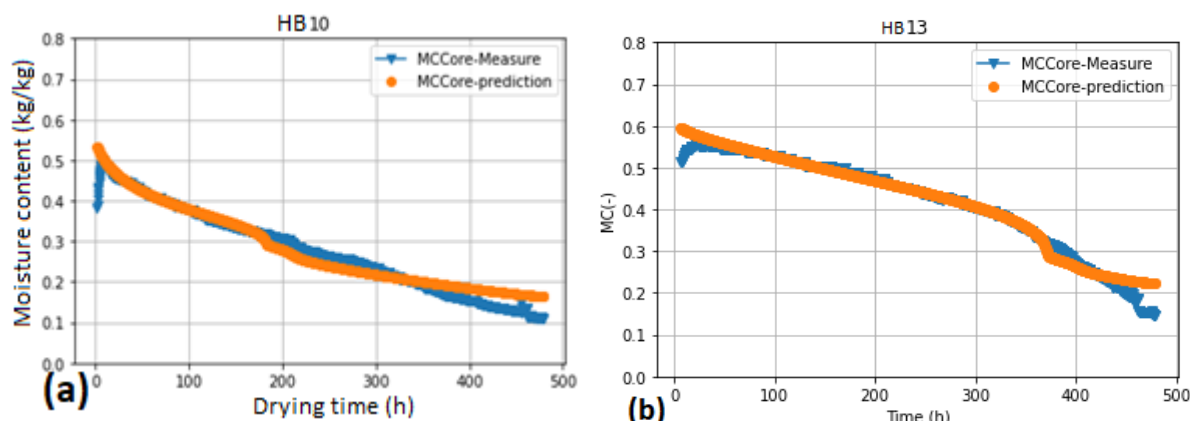 HB10
0.8
0.7
0.6
0.5
0.4
0.3
0.2
0.1
0.0
Moisture content (kg/kg)
MCCore-Measure
MCCore-prediction
0 100 200 300 400 500
Drying time (h)
(a)
HB13
0.8
0.7
0.6
0.5
0.4
0.3
0.2
0.1
0.0
MC(-)
MCCore-Measure
MCCore-prediction
0 100 200 300 400 500
Time (h)
(b)